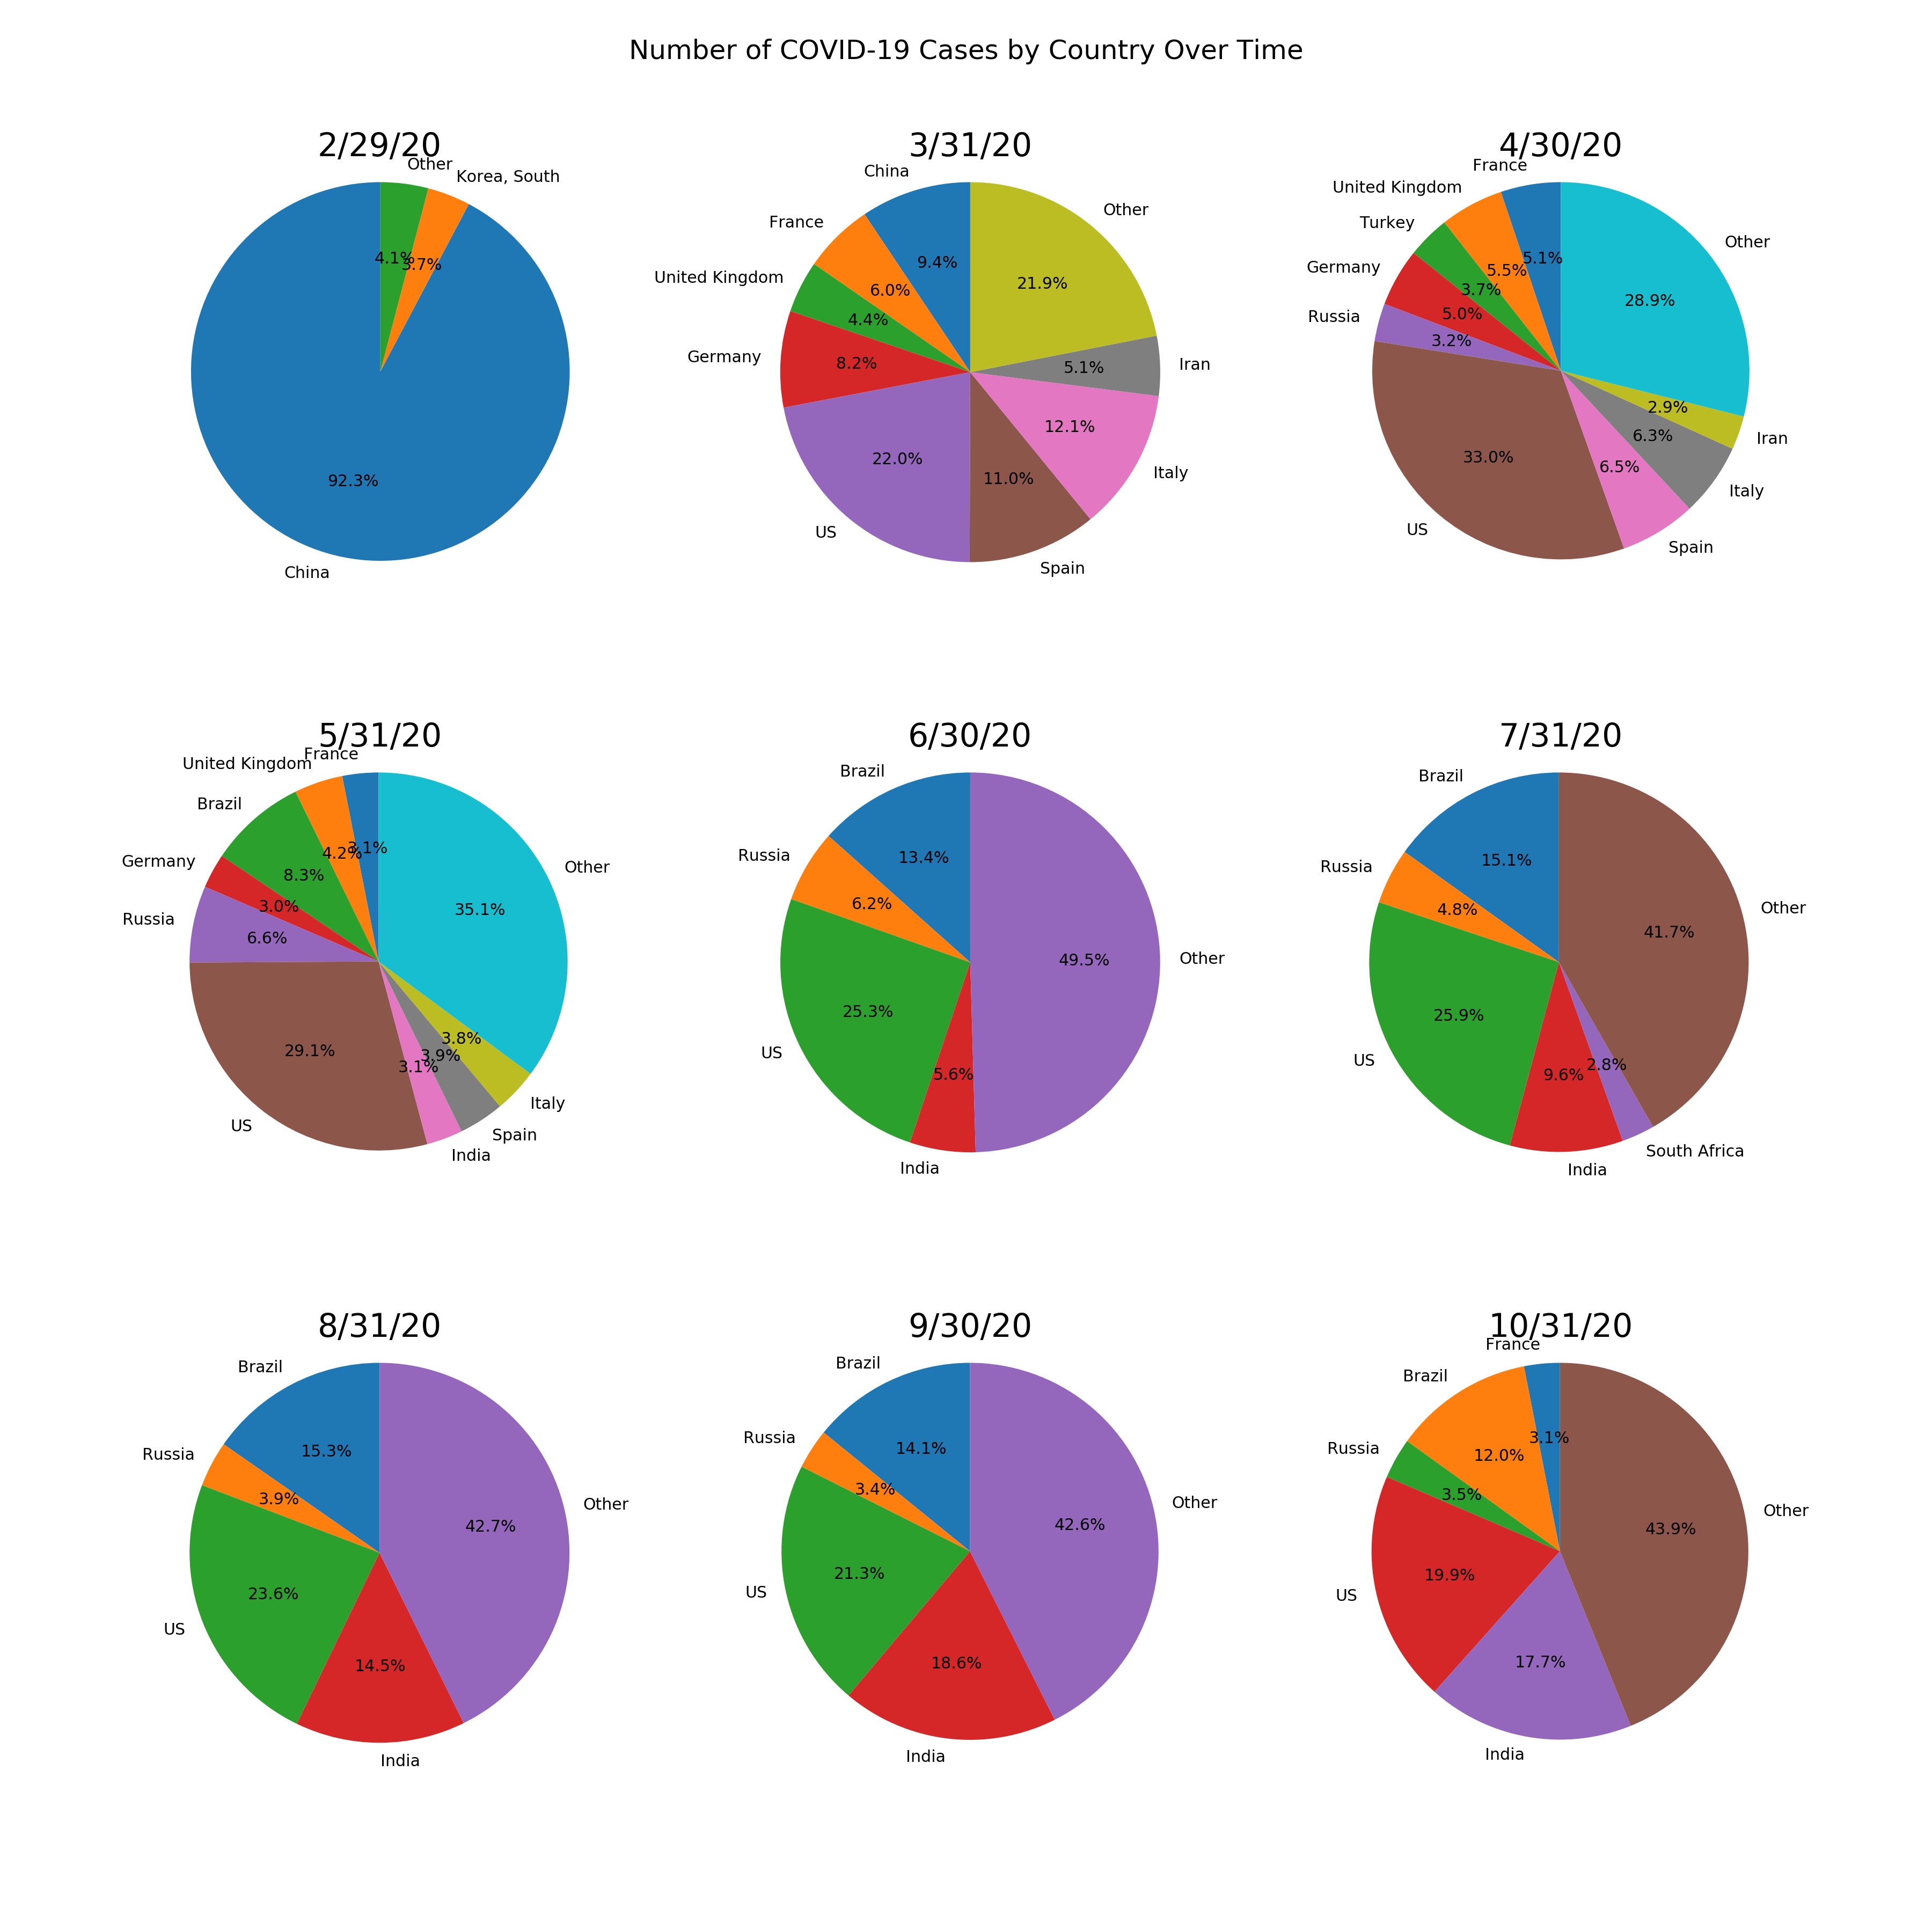 Number of COVID-19 Cases by Country Over Time
2/29/20
Other
Korea, South
4.1%
3.7%
92.3%
China
3/31/20
China
Other
France
9.4%
21.9%
United Kingdom
6.0%
4.4%
Iran
Germany
8.2%
5.1%
12.1%
22.0%
11.0%
Italy
US
Spain
4/30/20
France
United Kingdom
Turkey
Other
Germany
5.1%
5.5%
3.7%
28.9%
Russia
5.0%
3.2%
2.9%
6.3%
Iran
33.0%
6.5%
Italy
US
Spain
5/31/20
France
United Kingdom
Brazil
4.2%
3.1%
Germany
8.3%
Other
3.0%
35.1%
Russia
6.6%
3.8%
29.1%
3.9%
3.1%
Italy
US
Spain
India
6/30/20
Brazil
Russia
13.4%
6.2%
49.5%
Other
25.3%
US
5.6%
India
7/31/20
Brazil
Russia
15.1%
4.8%
Other
41.7%
25.9%
US
9.6%
2.8%
South Africa
India
8/31/20
Brazil
15.3%
Russia
3.9%
Other
42.7%
23.6%
US
14.5%
India
9/30/20
Brazil
Russia
14.1%
3.4%
Other
42.6%
21.3%
US
18.6%
India
10/31/20
France
Brazil
3.1%
Russia
12.0%
3.5%
Other
43.9%
19.9%
US
17.7%
India